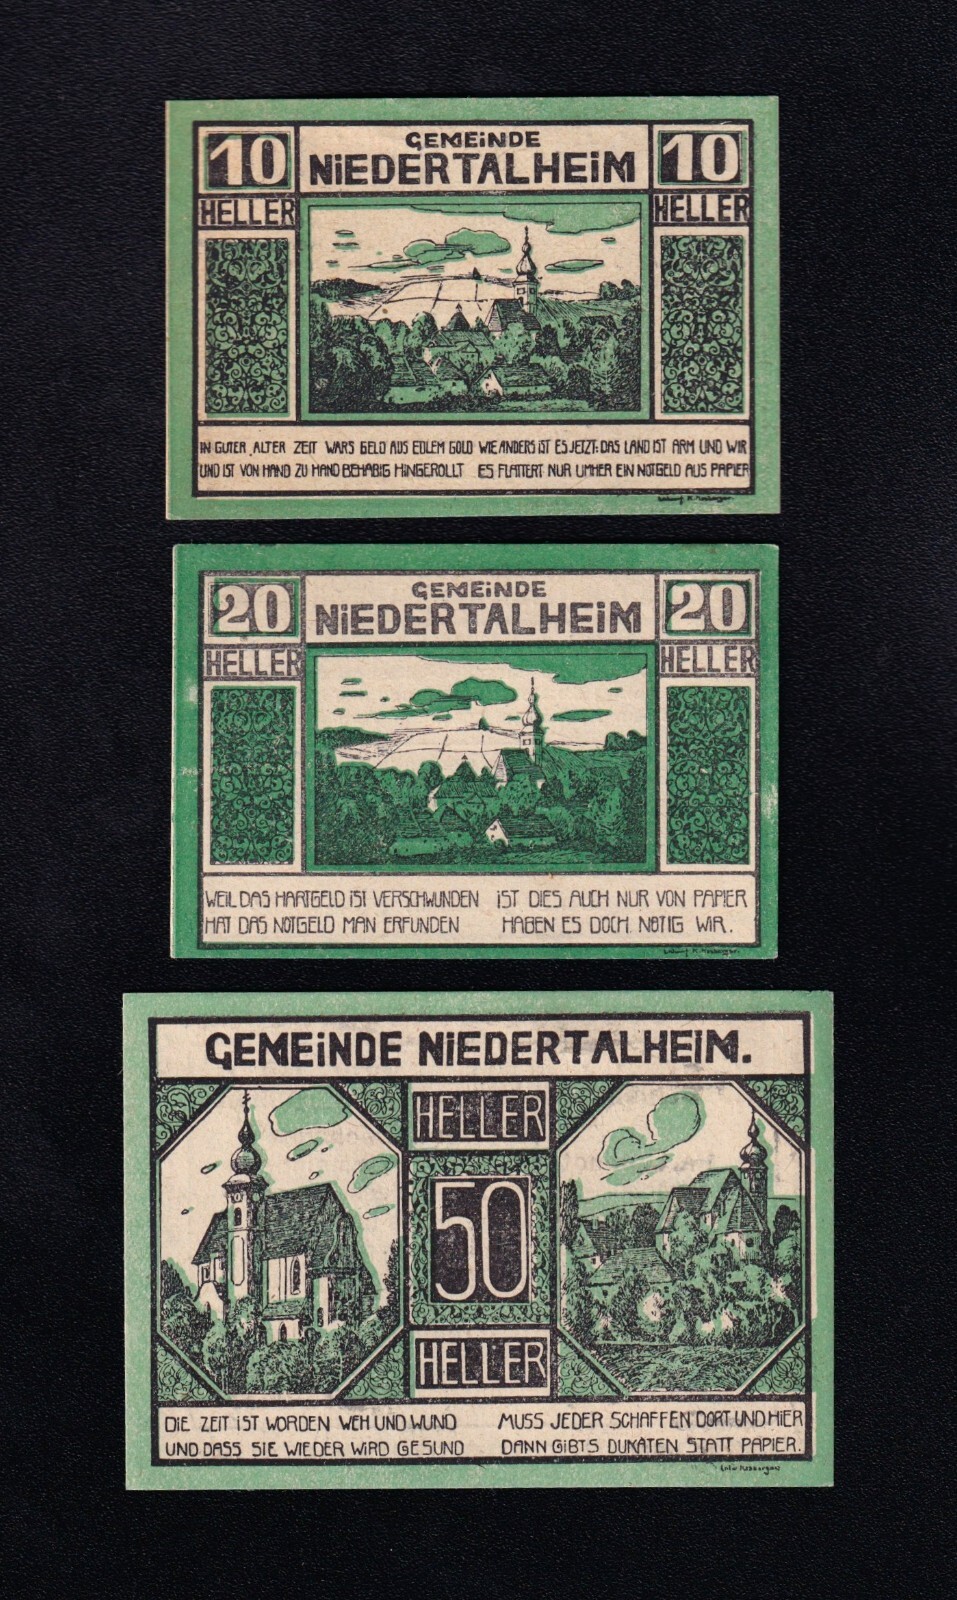 GEMEiNDE
10 NiEDERTALHEiM 10
HELLER HELLER
IN GUTER ALTER ZEIT WARS GELD AUS EDLEM GOLD WIE ANDERS IST ES JETZT: DAS LAND IST ARM UND WIR
UND IST VON HAND ZU HAND BEHÄBIG HINGEROLLT ES FLATTERT NUR UMHER EIN NOTGELD AUS PAPIER
GEMEiNDE
20 NiEDERTALHEiM 20
HELLER HELLER
WEIL DAS HARTGELD iST VERSCHWUNDEN IST DIES AUCH NUR VON PAPIER
HAT DAS NOTGELD MAN ERFUNDEN HABEN ES DOCH NÖTIG WIR.
GEMEiNDE NiEDERTALHEiM.
HELLER
50
HELLER
DIE ZEIT IST WORDEN WEH UND WUND MUSS JEDER SCHAFFEN DORT UND HIER
UND DASS SIE WIEDER WIRD GESUND DANN GIBTS DUKATEN STATT PAPIER.